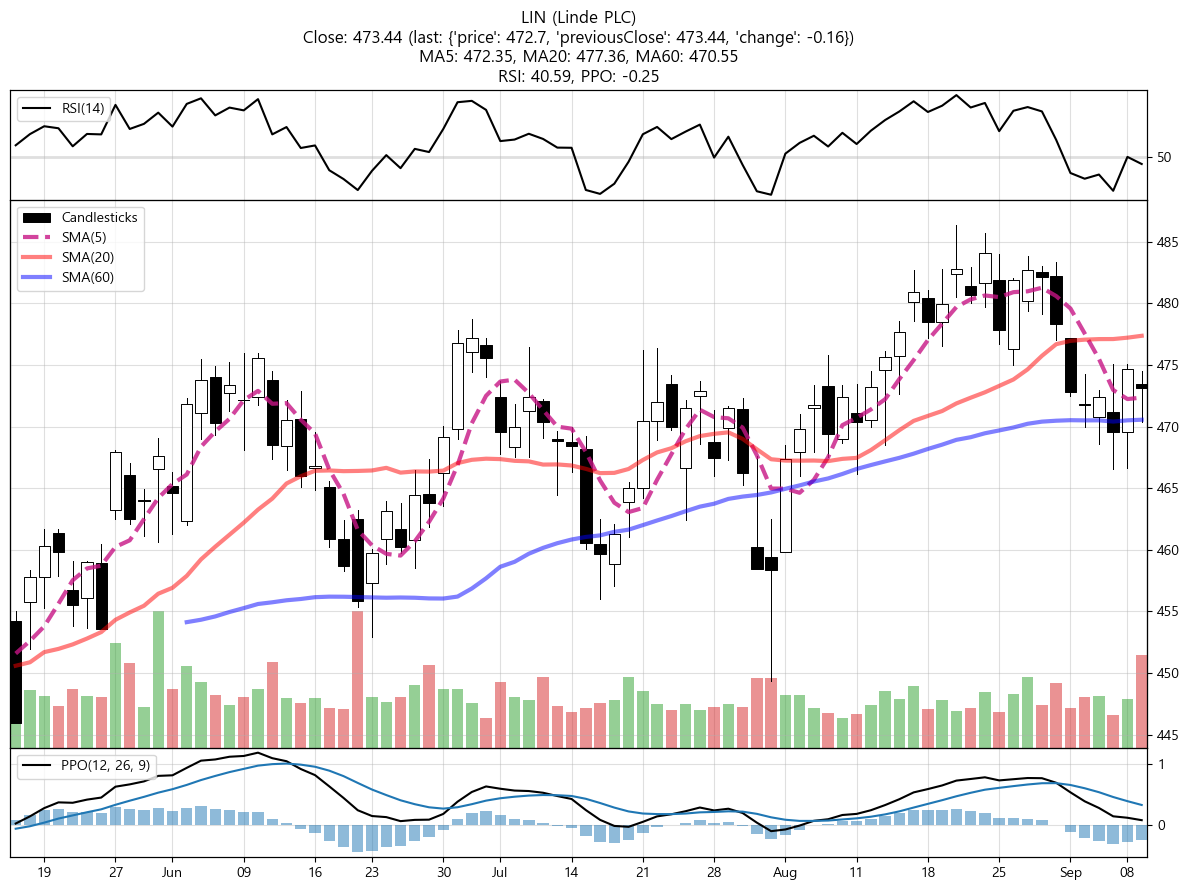 LIN (Linde PLC)
Close: 473.44 (last: {'price': 472.7, 'previousClose': 473.44, 'change': -0.16})
MA5: 472.35, MA20: 477.36, MA60: 470.55
RSI: 40.59, PPO: -0.25
RSI(14)
50
Candlesticks
SMA(5)
SMA(20)
SMA(60)
485
480
475
470
465
460
455
450
445
PPO(12, 26, 9)
1
0
19
27
Jun
09
16
23
30
Jul
14
21
28
Aug
11
18
25
Sep
08